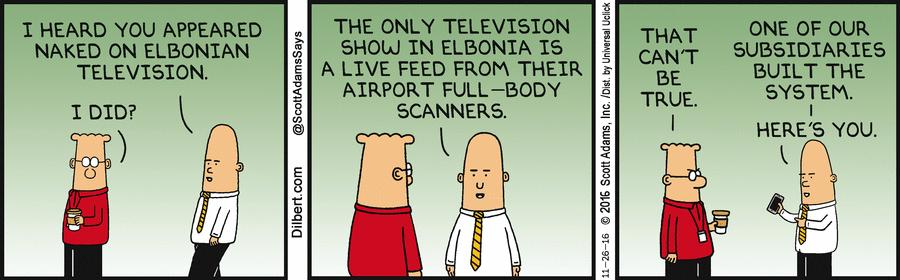 I HEARD YOU APPEARED
NAKED ON ELBONIAN
TELEVISION.
I DID?
Dilbert.com
@ScottAdamsSays
THE ONLY TELEVISION
SHOW IN ELBONIA IS
A LIVE FEED FROM THEIR
AIRPORT FULL-BODY
SCANNERS.
11-26-16 © 2016 Scott Adams, Inc. /Dist. by Universal Uclick
THAT
CAN'T
BE
TRUE.
ONE OF OUR
SUBSIDIARIES
BUILT THE
SYSTEM.
HERE'S YOU.